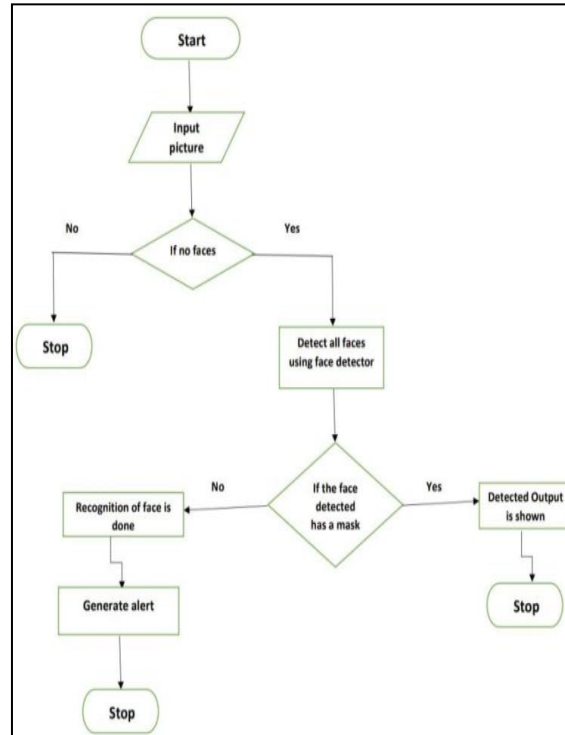 Start
Input
picture
No
Yes
If no faces
Stop
Detect all faces
using face detector
No
Yes
If the face
detected
has a mask
Recognition of face is
done
Detected Output
is shown
Generate alert
Stop
Stop